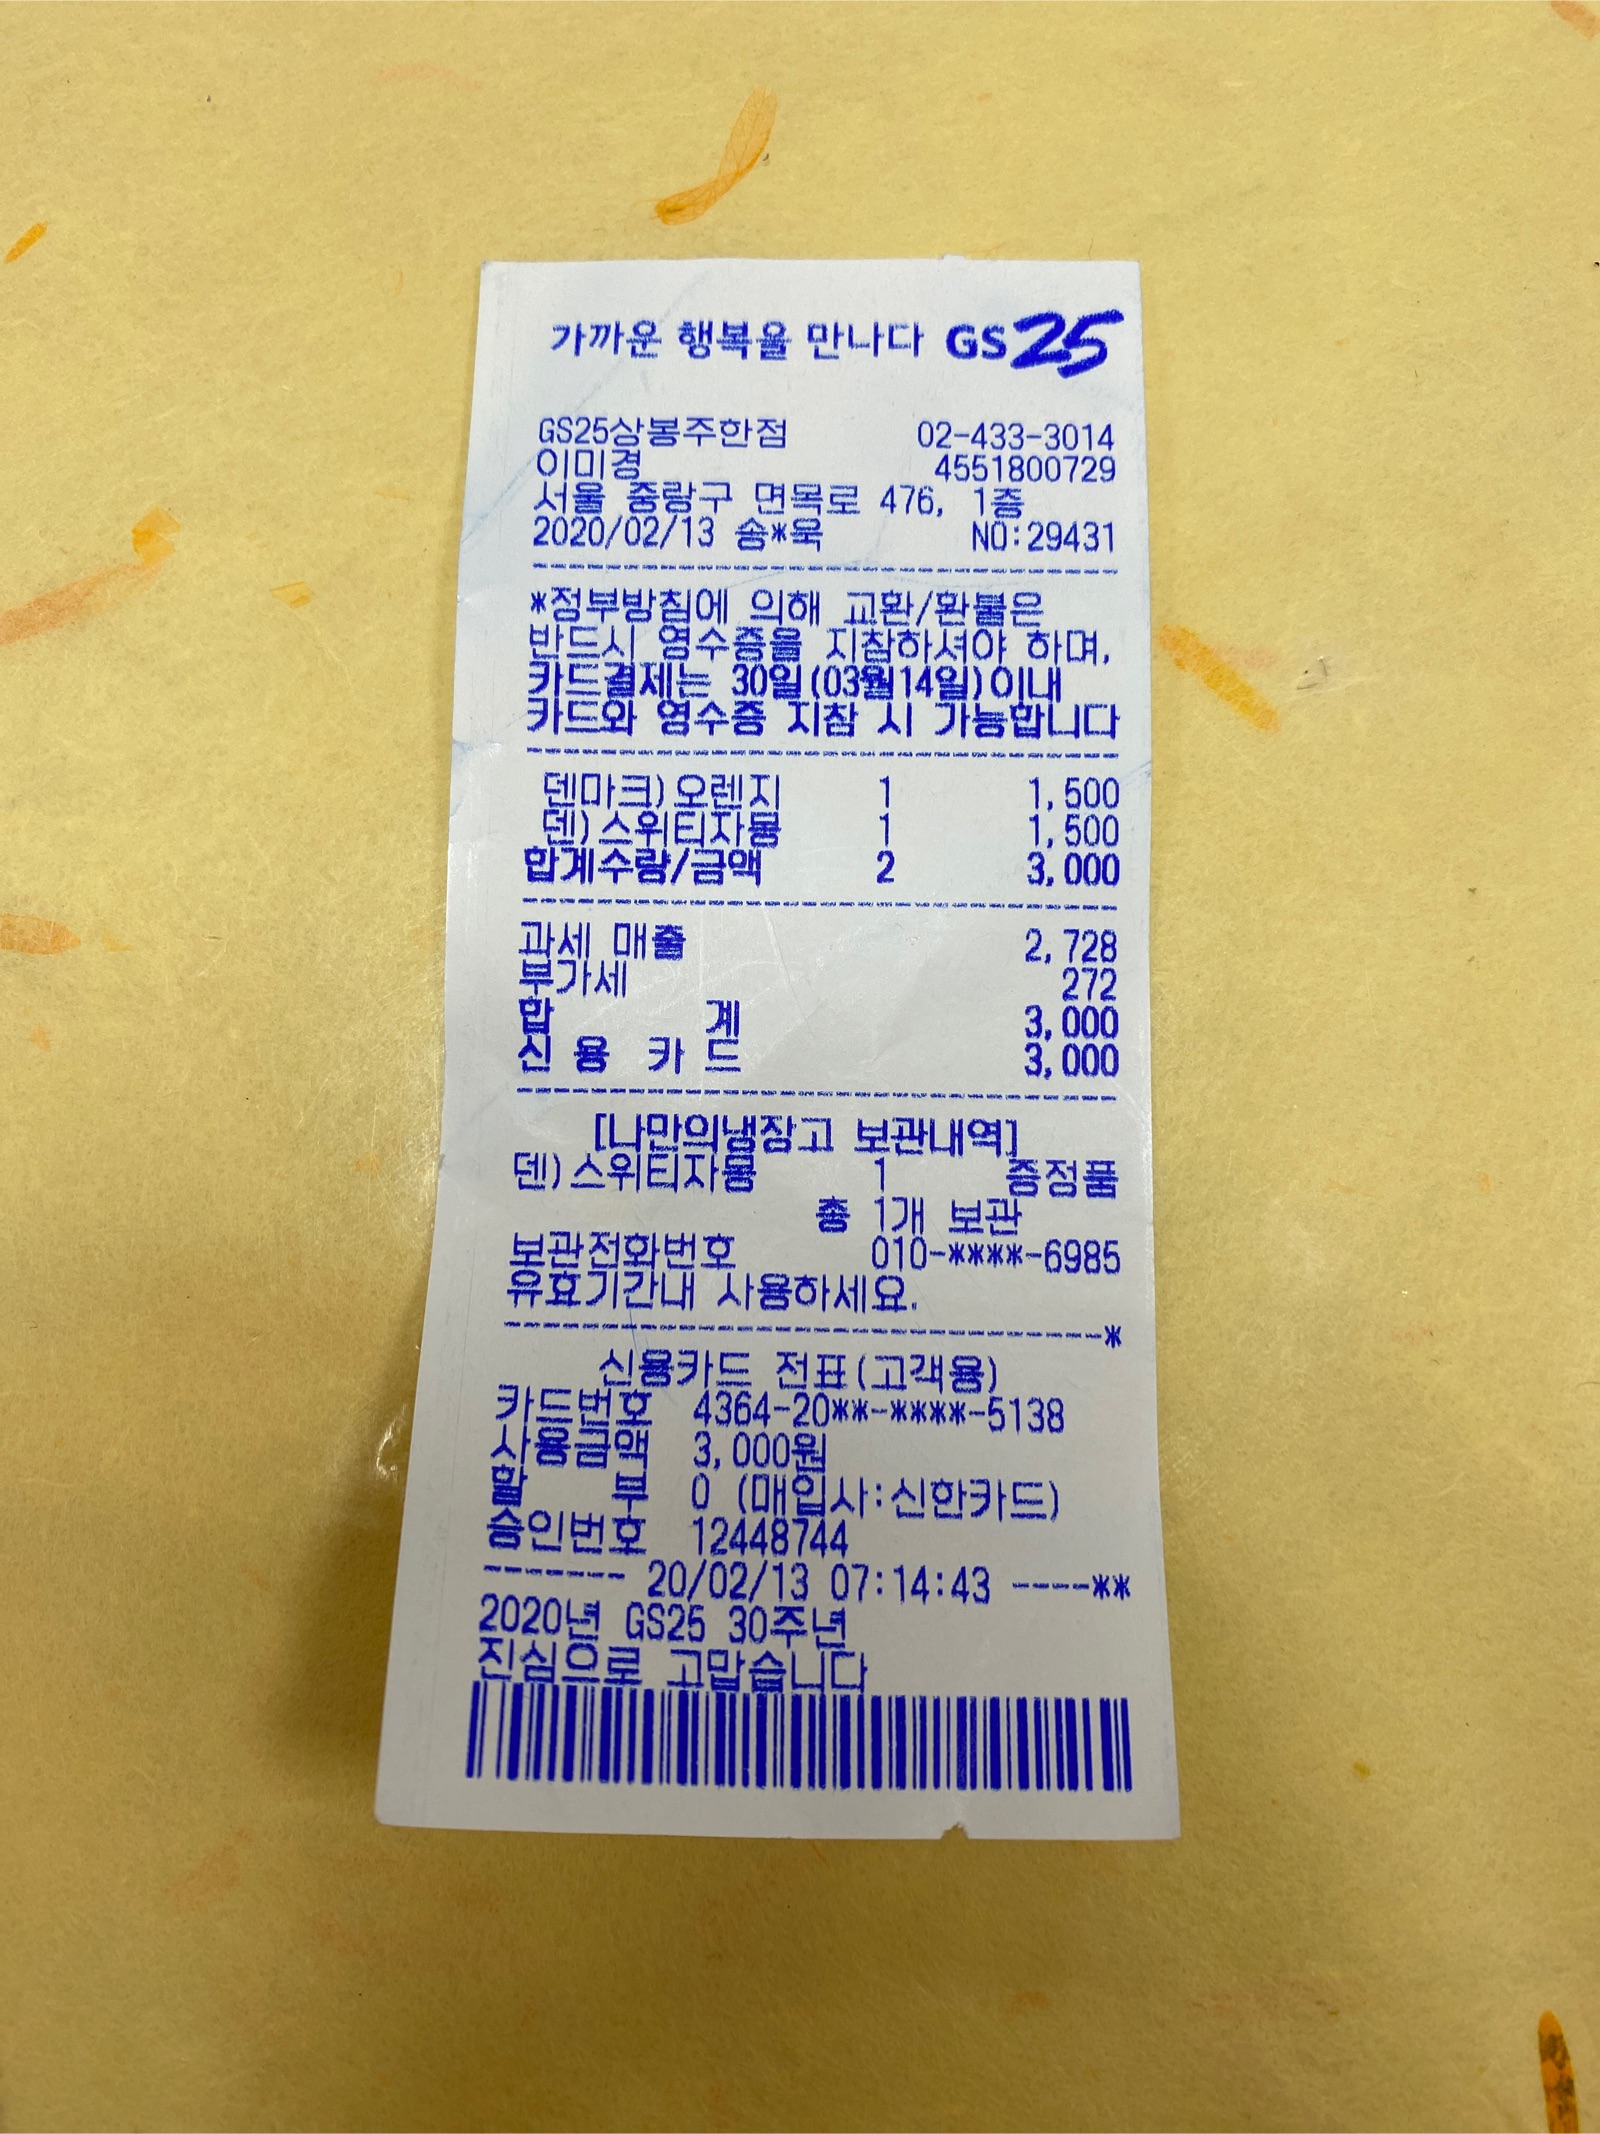 가까운 행복을 만나다 GS25
GS25상봉주한점 02-433-3014
이미경 4551800729
서울 중랑구 면목로 476, 1층
2020/02/13 송*욱 NO:29431
*정부방침에 의해 교환/환불은
반드시 영수증을 지참하셔야 하며,
카드결제는 30일(03월14일)이내
카드와 영수증 지참 시 가능합니다
덴마크)오렌지 1 1,500
덴)스위티자몽 1 1,500
합계수량/금액 2 3,000
과세 매출 2,728
부가세 272
합 계 3,000
신 용 카 드 3,000
[나만의냉장고 보관내역]
덴)스위티자몽 1 증정품
총 1개 보관
보관전화번호 010-****-6985
유효기간내 사용하세요.
*
신용카드 전표(고객용)
카드번호 4364-20**-****-5138
사용금액 3,000원
할 부 0 (매입사:신한카드)
승인번호 12448744
------- 20/02/13 07:14:43 ----**
2020년 GS25 30주년
진심으로 고맙습니다